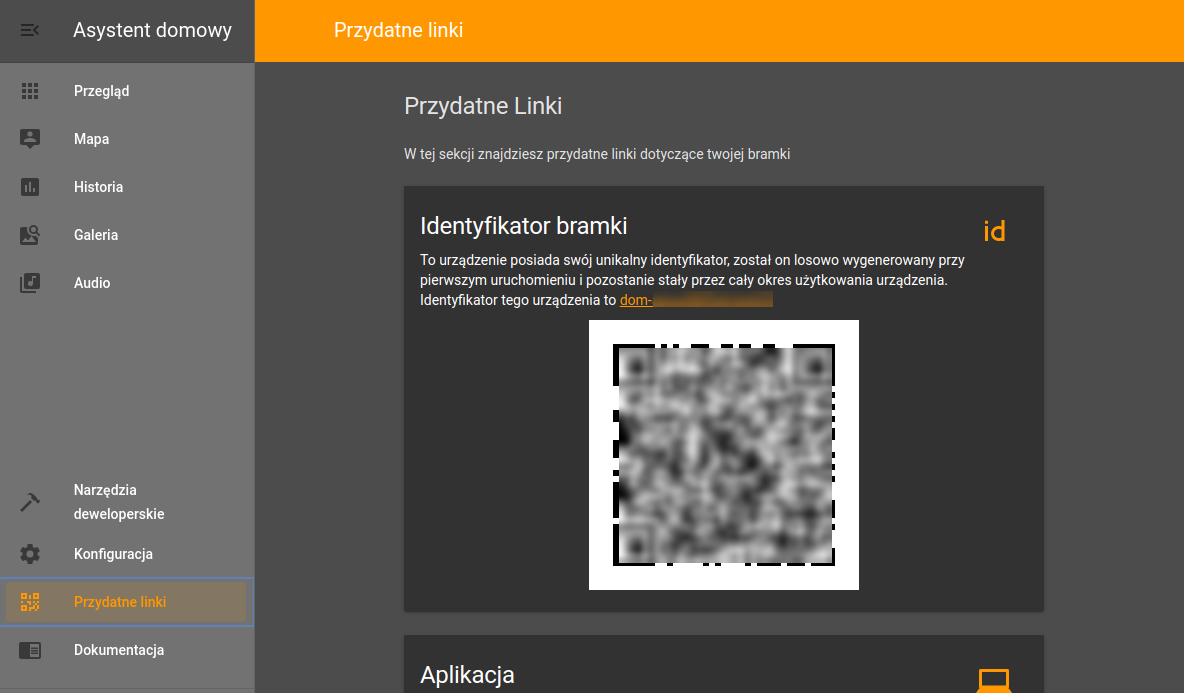 Asystent domowy
Przydatne linki
Przegląd
Mapa
Historia
Galeria
Audio
Narzędzia
deweloperskie
Konfiguracja
Przydatne linki
Dokumentacja
Przydatne Linki
W tej sekcji znajdziesz przydatne linki dotyczące twojej bramki
Identyfikator bramki
id
To urządzenie posiada swój unikalny identyfikator, został on losowo wygenerowany przy
pierwszym uruchomieniu i pozostanie stały przez cały okres użytkowania urządzenia.
Identyfikator tego urządzenia to dom-
Aplikacja